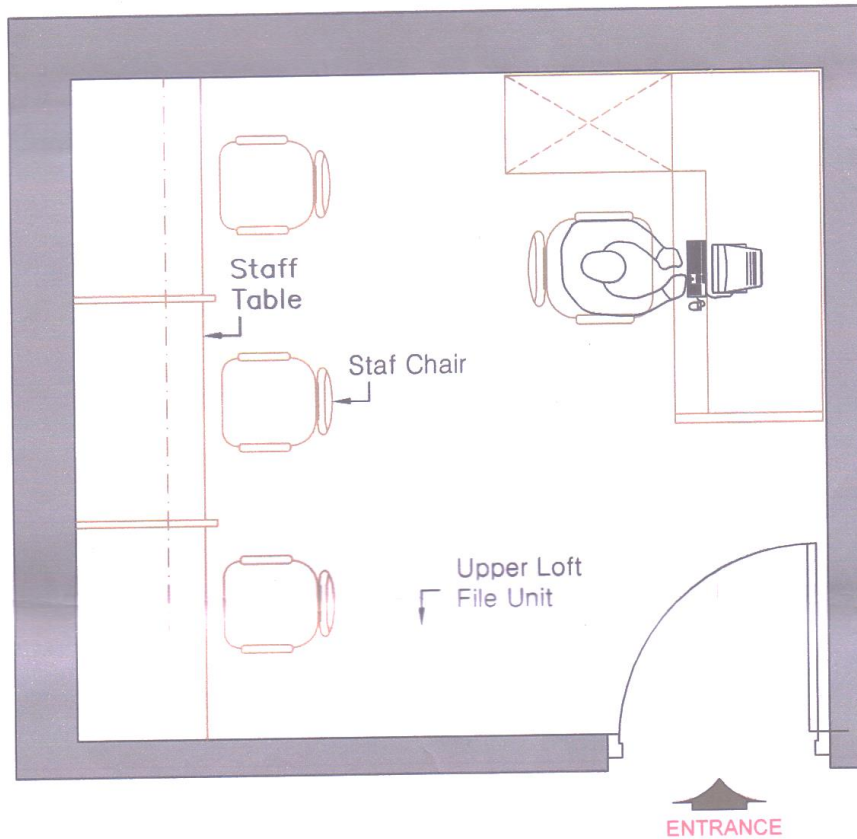 Staff
Table
Staf Chair
Upper Loft
File Unit
ENTRANCE